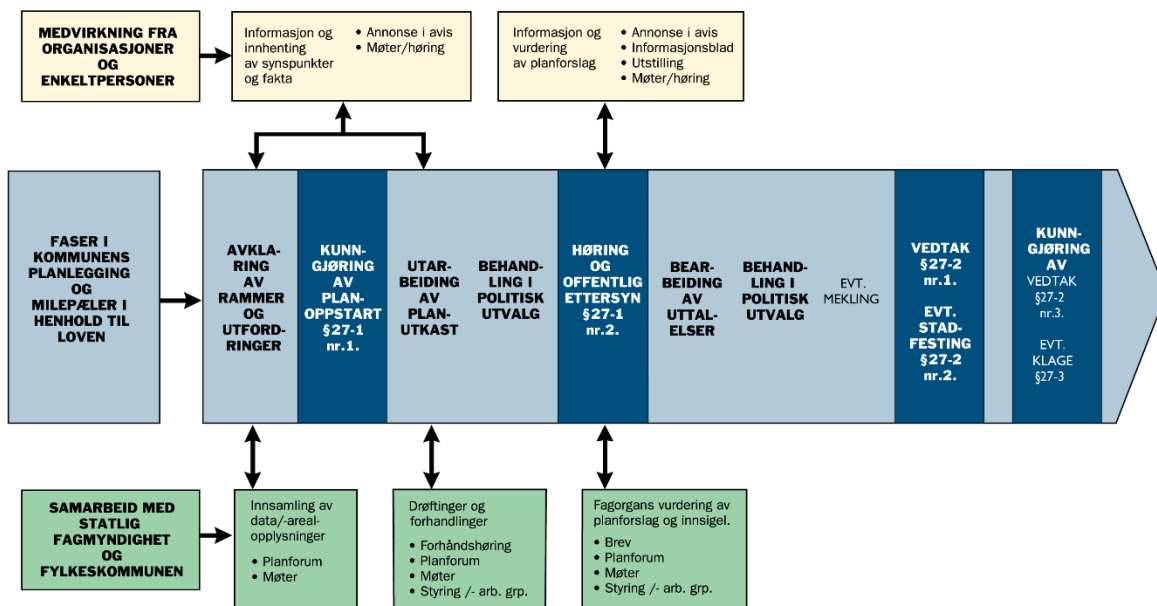 MEDVIRKNING FRA
ORGANISASJONER
OG
ENKELTPERSONER
Informasjon og
innhenting
av synspunkter
og fakta
• Annonse i avis
• Møter/høring
Informasjon og
vurdering
av planforslag
• Annonse i avis
• Informasjonsblad
• Utstilling
• Møter/høring
FASER I
KOMMUNENS
PLANLEGGING
OG
MILEPÆLER I
HENHOLD TIL
LOVEN
AVKLA-
RING
AV
RAMMER
OG
UTFORD-
RINGER
KUNN-
GJØRING
AV
PLAN-
OPPSTART
§27-1
nr.1.
UTAR-
BEIDING
AV
PLAN-
UTKAST
BEHAND-
LING I
POLITISK
UTVALG
HØRING
OG
OFFENTLIG
ETTERSYN
§27-1
nr.2.
BEAR-
BEIDING
AV
UTTAL-
ELSER
BEHAND-
LING I
POLITISK
UTVALG
EVT.
MEKLING
VEDTAK
§27-2
nr.1.
EVT.
STAD-
FESTING
§27-2
nr.2.
KUNN-
GJØRING
AV
VEDTAK
§27-2
nr.3.
EVT.
KLAGE
§27-3
SAMARBEID MED
STATLIG
FAGMYNDIGHET
OG
FYLKESKOMMUNEN
Innsamling av
data/-areal-
opplysninger
• Planforum
• Møter
Drøftinger og
forhandlinger
• Forhåndshøring
• Planforum
• Møter
• Styring /- arb. grp.
Fagorgans vurdering av
planforslag og innsigel.
• Brev
• Planforum
• Møter
• Styring /- arb. grp.